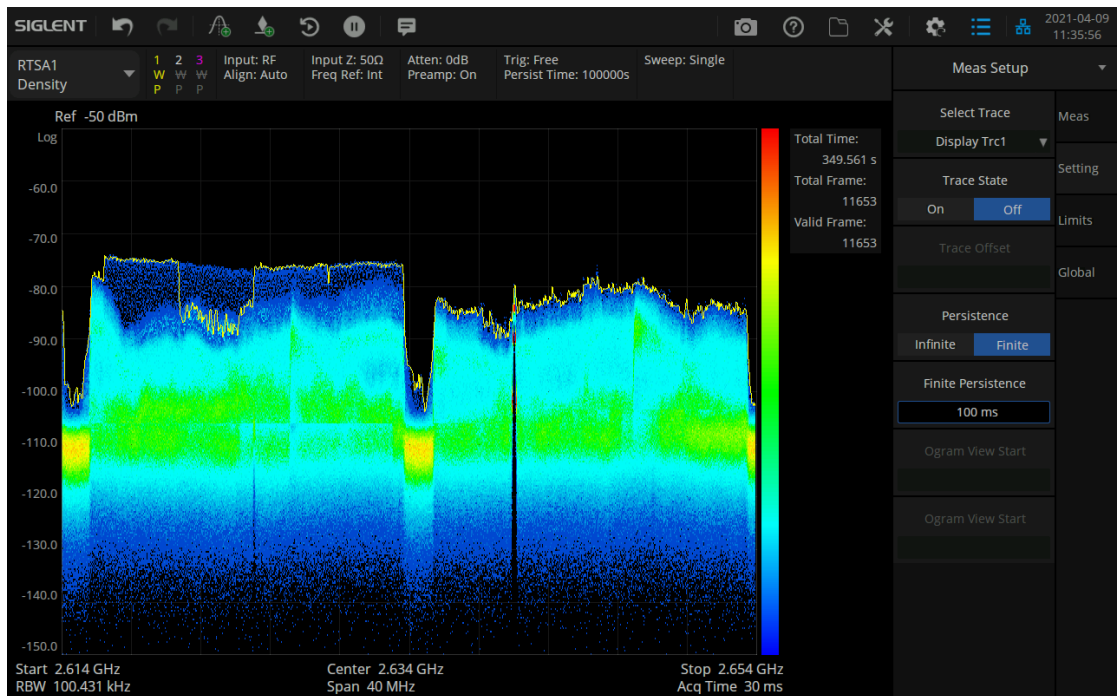 SIGLENT
2021-04-09
11:35:56
RTSA1
Density
1 2 3
W W W
P P P
Input: RF
Align: Auto
Input Z: 50Ω
Freq Ref: Int
Atten: 0dB
Preamp: On
Trig: Free
Persist Time: 100000s
Sweep: Single
Ref -50 dBm
Log
-60.0
-70.0
-80.0
-90.0
-100.0
-110.0
-120.0
-130.0
-140.0
-150.0
Total Time:
349.561 s
Total Frame:
11653
Valid Frame:
11653
Start 2.614 GHz
Center 2.634 GHz
Stop 2.654 GHz
RBW 100.431 kHz
Span 40 MHz
Acq Time 30 ms
Meas Setup
Select Trace
Display Trc1
Trace State
On Off
Trace Offset
Persistence
Infinite Finite
Finite Persistence
100 ms
Ogram View Start
Ogram View Start
Meas
Setting
Limits
Global